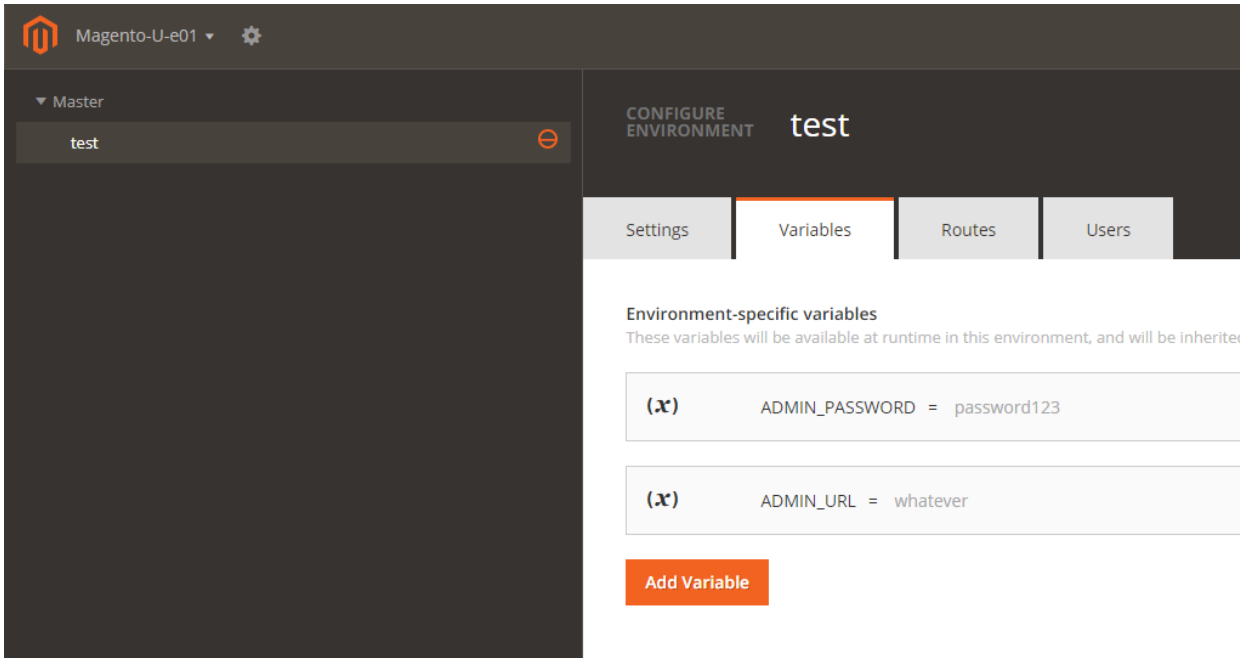 Magento-U-e01
Master
test
CONFIGURE
ENVIRONMENT
test
Settings
Variables
Routes
Users
Environment-specific variables
These variables will be available at runtime in this environment, and will be inherited
(x) ADMIN_PASSWORD = password123
(x) ADMIN_URL = whatever
Add Variable